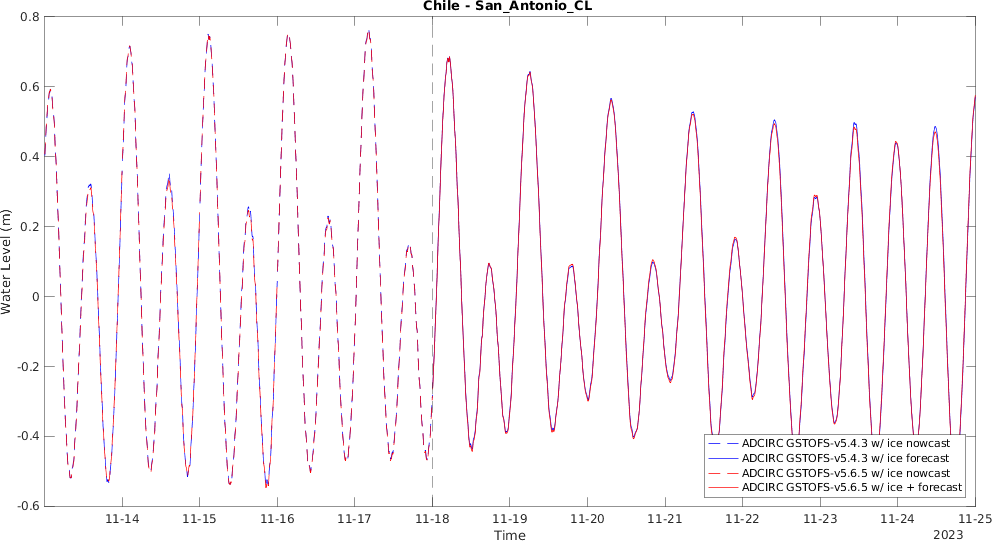 Chile - San_Antonio_CL
0.8
0.6
0.4
0.2
0
-0.2
-0.4
-0.6
Water Level (m)
ADCIRC GSTOFS-v5.4.3 w/ ice nowcast
ADCIRC GSTOFS-v5.4.3 w/ ice forecast
ADCIRC GSTOFS-v5.6.5 w/ ice nowcast
ADCIRC GSTOFS-v5.6.5 w/ ice + forecast
11-14 11-15 11-16 11-17 11-18 11-19 11-20 11-21 11-22 11-23 11-24 11-25
Time
2023